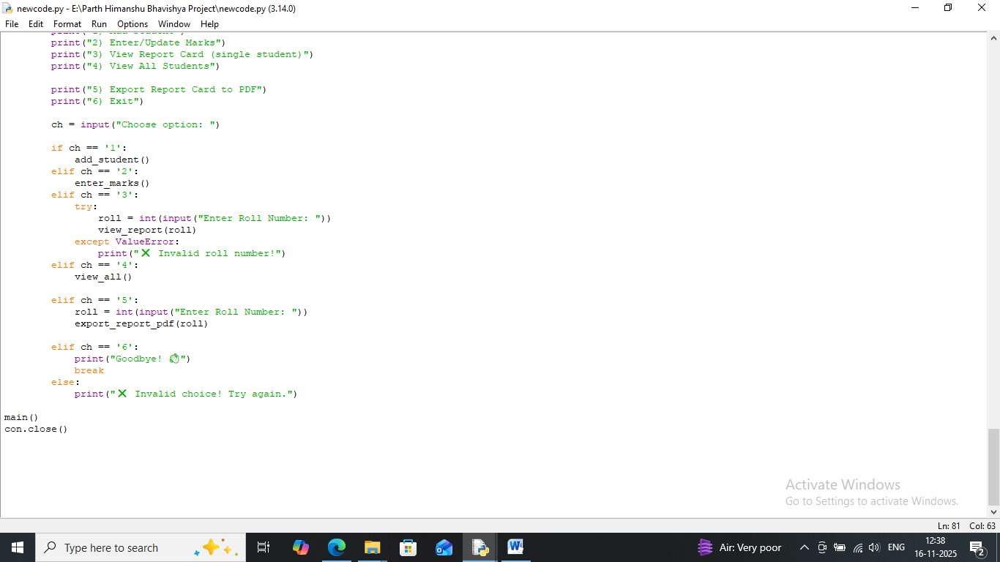 newcode.py - E:\Parth Himanshu Bhavishya Project\newcode.py (3.14.0)
File Edit Format Run Options Window Help
print("2) Enter/Update Marks")
print("3) View Report Card (single student)")
print("4) View All Students")
print("5) Export Report Card to PDF")
print("6) Exit")
ch = input("Choose option: ")
if ch == '1':
add_student()
elif ch == '2':
enter_marks()
elif ch == '3':
try:
roll = int(input("Enter Roll Number: "))
view_report(roll)
except ValueError:
print("❌ Invalid roll number!")
elif ch == '4':
view_all()
elif ch == '5':
roll = int(input("Enter Roll Number: "))
export_report_pdf(roll)
elif ch == '6':
print("Goodbye! 👋")
break
else:
print("❌ Invalid choice! Try again.")
main()
con.close()
Activate Windows
Go to Settings to activate Windows.
Ln: 81 Col: 63
Type here to search
Air: Very poor
ENG
12:38
16-11-2025
2